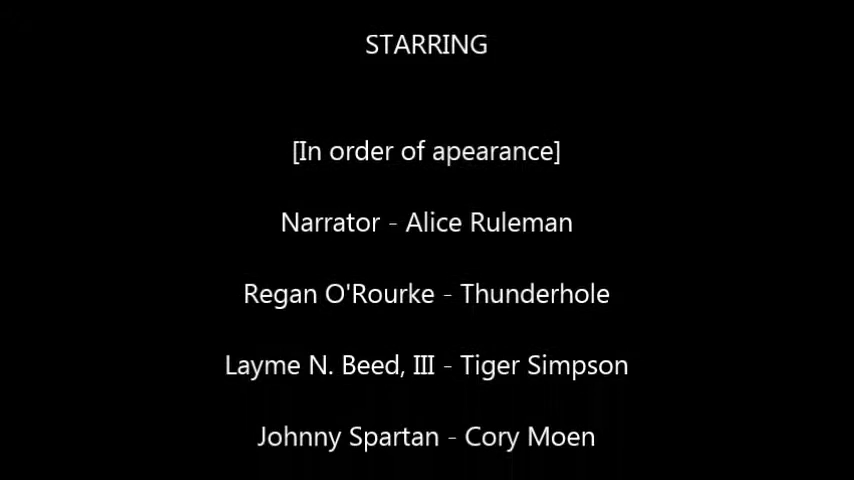 STARRING
[In order of apearance]
Narrator - Alice Ruleman
Regan O'Rourke - Thunderhole
Layme N. Beed, III - Tiger Simpson
Johnny Spartan - Cory Moen